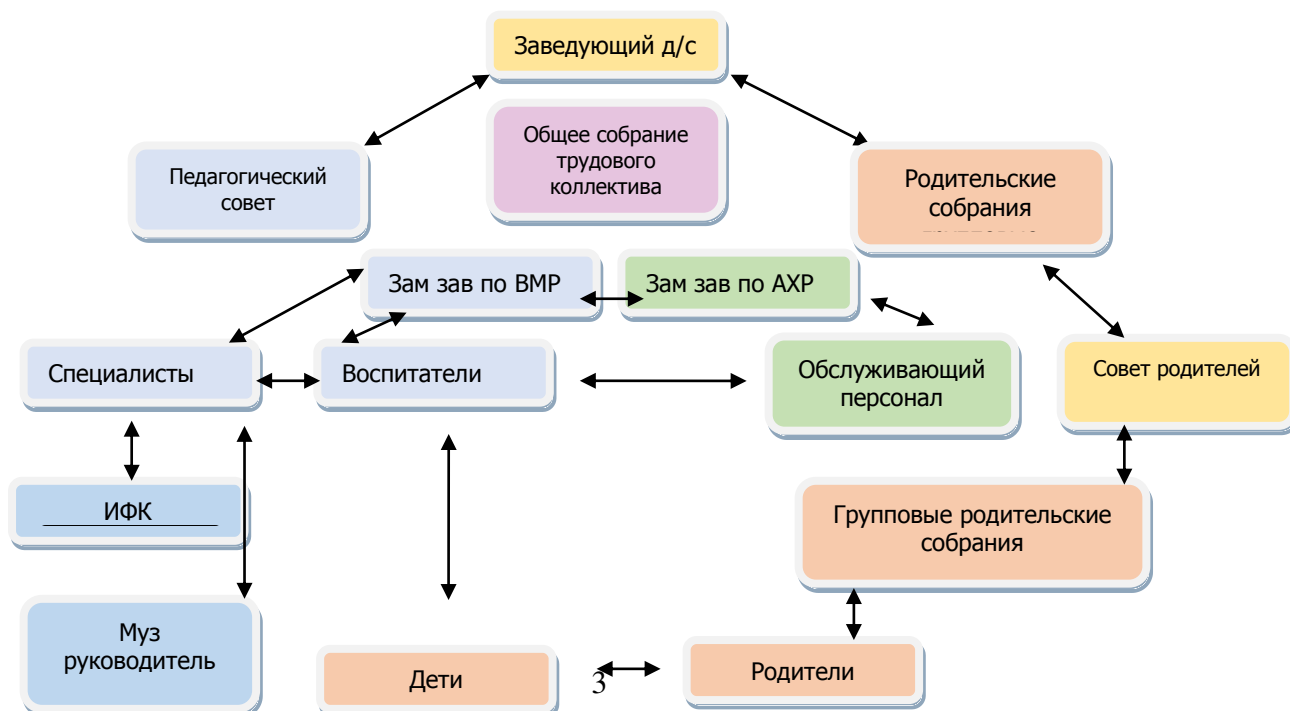 Заведующий д/с
Общее собрание
трудового
коллектива
Педагогический
совет
Родительские
собрания
Зам зав по ВМР
Зам зав по АХР
Специалисты
Воспитатели
Обслуживающий
персонал
Совет родителей
ИФК
Групповые родительские
собрания
Муз
руководитель
Дети
3
Родители